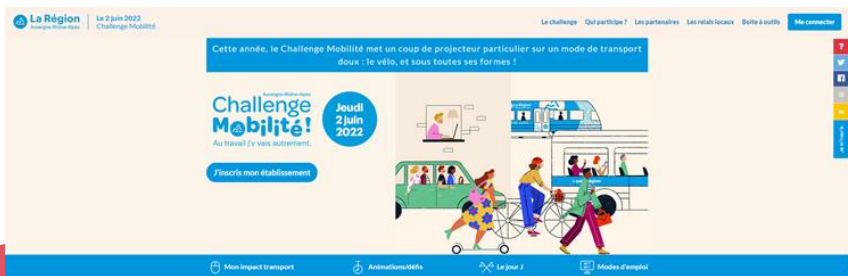 La Région
Auvergne-Rhône-Alpes
Le 2 juin 2022
Challenge Mobilité
Le challenge Qui participe ? Les partenaires Les relais locaux Boîte à outils Me connecter
Cette année, le Challenge Mobilité met un coup de projecteur particulier sur un mode de transport
doux : le vélo, et sous toutes ses formes !
Auvergne-Rhône-Alpes
Challenge
Mobilité!
Au travail j'y vais autrement.
Jeudi
2 juin
2022
J'inscris mon établissement
?
Mon impact transport Animations/défis Le jour J Modes d'emploi